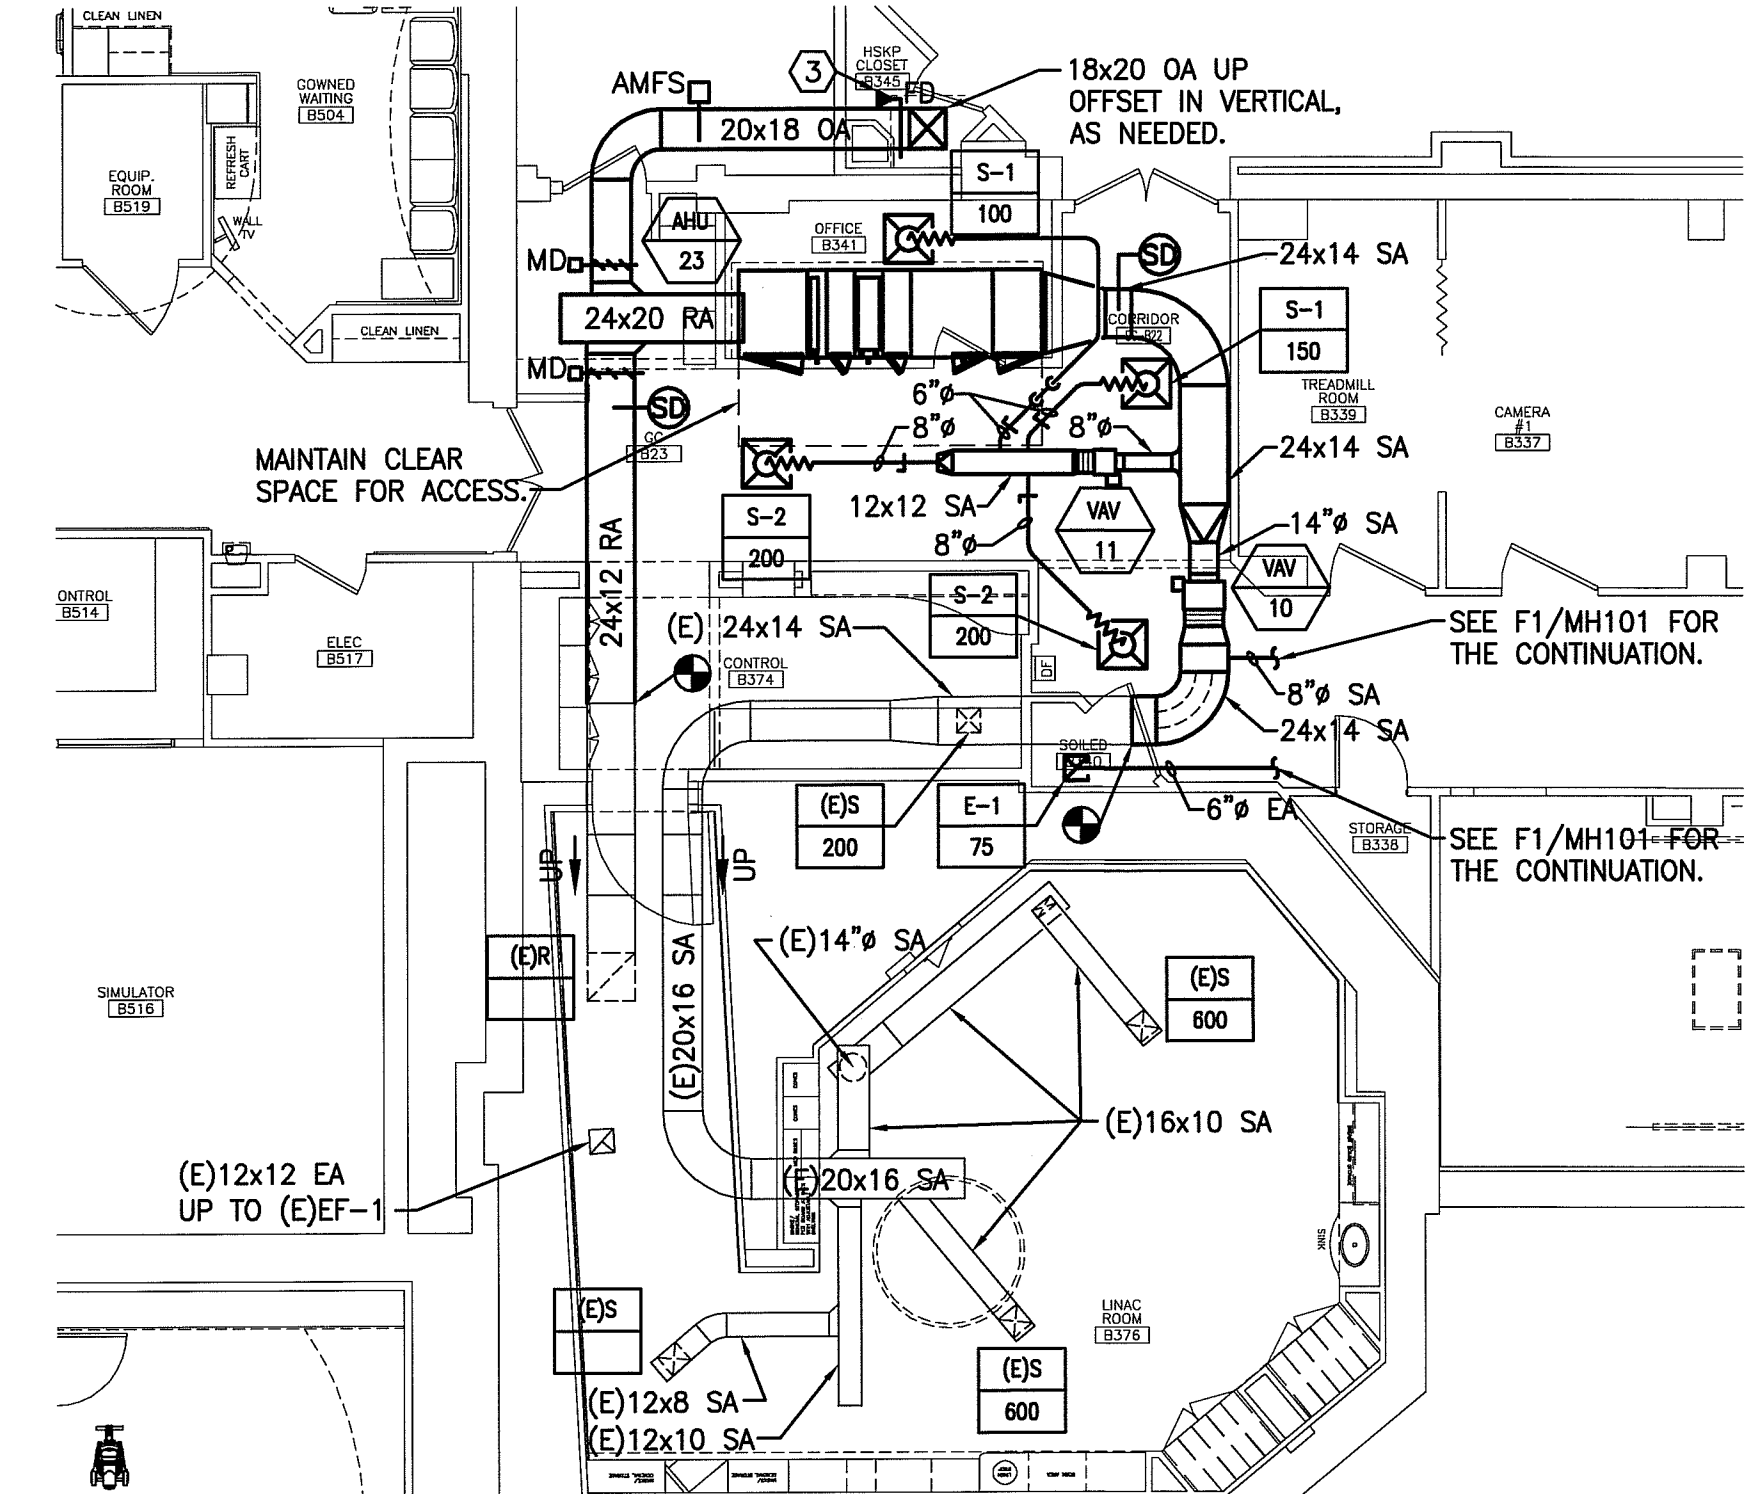 CLEAN LINEN
GOWNED
WAITING
B504
REFRESH
CART
EQUIP.
ROOM
B519
WALL
TV
CLEAN LINEN
AMFS
3
HSKP
CLOSET
B345
FD
20x18 OA
18x20 OA UP
OFFSET IN VERTICAL,
AS NEEDED.
S-1
100
AHU
23
OFFICE
B341
MD
SD
24x14 SA
24x20 RA
CORRIDOR
S-1
150
MD
SD
6"ø
8"ø
8"ø
TREADMILL
ROOM
B339
CAMERA
#1
B337
GC
B23
24x14 SA
MAINTAIN CLEAR
SPACE FOR ACCESS.
12x12 SA
S-2
200
VAV
11
8"ø
14"ø SA
VAV
10
24x12 RA
S-2
200
ONTROL
B514
ELEC
B517
(E) 24x14 SA
CONTROL
B374
DF
SEE F1/MH101 FOR
THE CONTINUATION.
8"ø SA
24x14 SA
SOILED
(E)S
200
E-1
75
6"ø EA
STORAGE
B338
SEE F1/MH101 FOR
THE CONTINUATION.
UP
UP
(E)R
(E)14"ø SA
(E)20x16 SA
(E)S
600
SIMULATOR
B516
(E)16x10 SA
(E)12x12 EA
UP TO (E)EF-1
(E)20x16 SA
SINK
(E)S
LINAC
ROOM
B376
(E)S
600
(E)12x8 SA
(E)12x10 SA